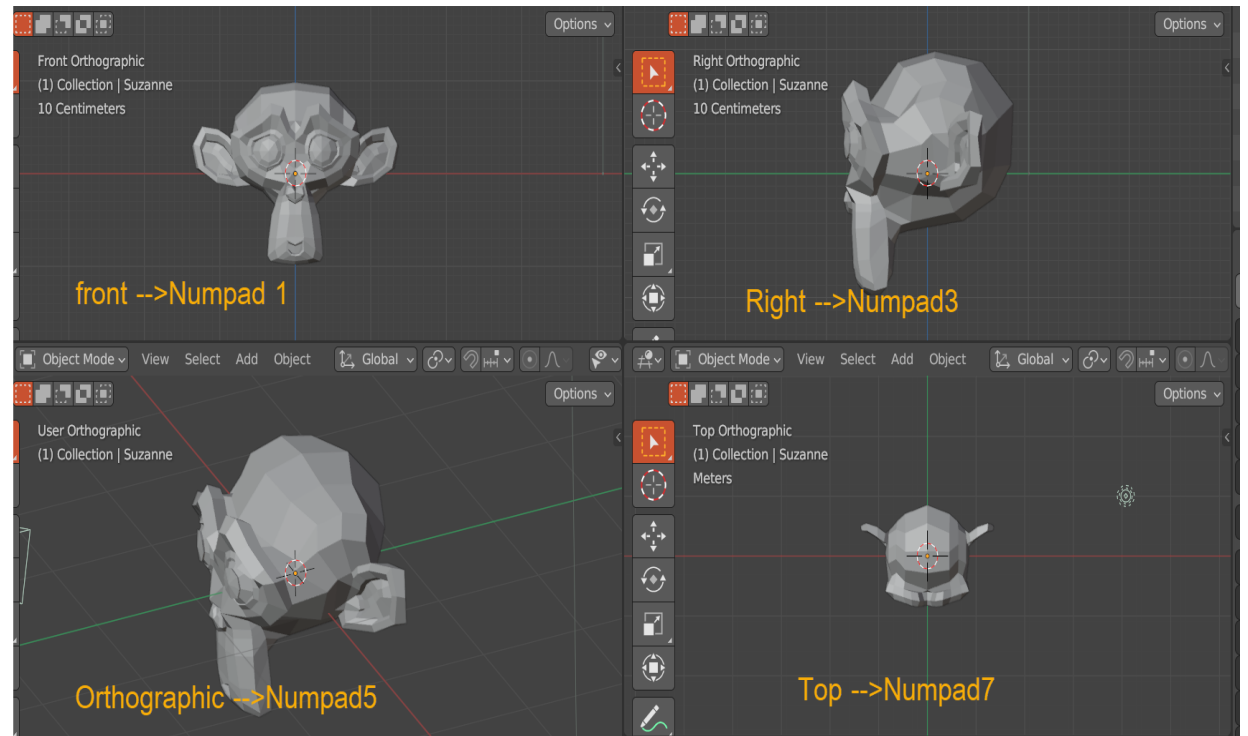 Options
Front Orthographic
(1) Collection | Suzanne
10 Centimeters
front -->Numpad 1
Options
Right Orthographic
(1) Collection | Suzanne
10 Centimeters
Right -->Numpad3
Object Mode View Select Add Object Global
Options
User Orthographic
(1) Collection | Suzanne
Orthographic -->Numpad5
Object Mode View Select Add Object Global
Options
Top Orthographic
(1) Collection | Suzanne
Meters
Top -->Numpad7